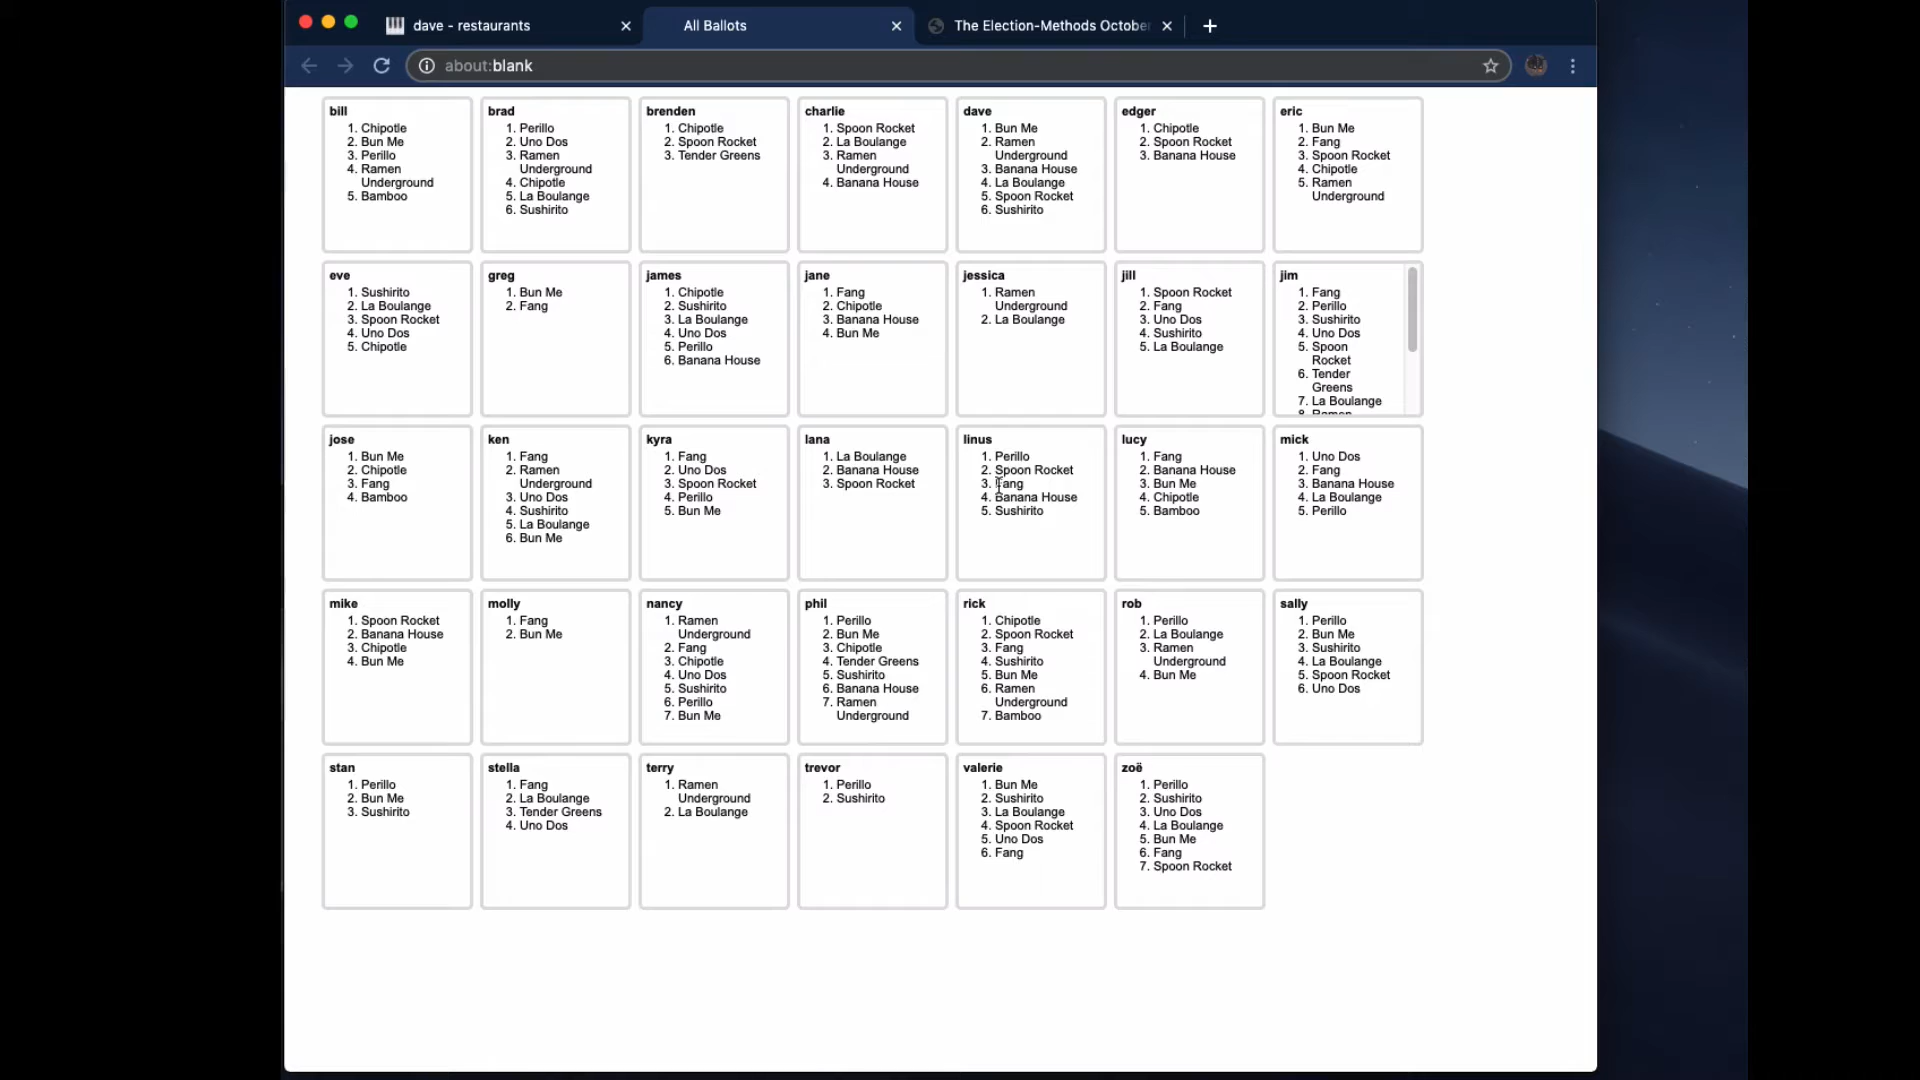 dave - restaurants
All Ballots
The Election-Methods Octobe
about:blank
bill
1. Chipotle
2. Bun Me
3. Perillo
4. Ramen
Underground
5. Bamboo
brad
1. Perillo
2. Uno Dos
3. Ramen
Underground
4. Chipotle
5. La Boulange
6. Sushirito
brenden
1. Chipotle
2. Spoon Rocket
3. Tender Greens
charlie
1. Spoon Rocket
2. La Boulange
3. Ramen
Underground
4. Banana House
dave
1. Bun Me
2. Ramen
Underground
3. Banana House
4. La Boulange
5. Spoon Rocket
6. Sushirito
edger
1. Chipotle
2. Spoon Rocket
3. Banana House
eric
1. Bun Me
2. Fang
3. Spoon Rocket
4. Chipotle
5. Ramen
Underground
eve
1. Sushirito
2. La Boulange
3. Spoon Rocket
4. Uno Dos
5. Chipotle
greg
1. Bun Me
2. Fang
james
1. Chipotle
2. Sushirito
3. La Boulange
4. Uno Dos
5. Perillo
6. Banana House
jane
1. Fang
2. Chipotle
3. Banana House
4. Bun Me
jessica
1. Ramen
Underground
2. La Boulange
jill
1. Spoon Rocket
2. Fang
3. Uno Dos
4. Sushirito
5. La Boulange
jim
1. Fang
2. Perillo
3. Sushirito
4. Uno Dos
5. Spoon
Rocket
6. Tender
Greens
7. La Boulange
8. Ramen
jose
1. Bun Me
2. Chipotle
3. Fang
4. Bamboo
ken
1. Fang
2. Ramen
Underground
3. Uno Dos
4. Sushirito
5. La Boulange
6. Bun Me
kyra
1. Fang
2. Uno Dos
3. Spoon Rocket
4. Perillo
5. Bun Me
lana
1. La Boulange
2. Banana House
3. Spoon Rocket
linus
1. Perillo
2. Spoon Rocket
3. Fang
4. Banana House
5. Sushirito
lucy
1. Fang
2. Banana House
3. Bun Me
4. Chipotle
5. Bamboo
mick
1. Uno Dos
2. Fang
3. Banana House
4. La Boulange
5. Perillo
mike
1. Spoon Rocket
2. Banana House
3. Chipotle
4. Bun Me
molly
1. Fang
2. Bun Me
nancy
1. Ramen
Underground
2. Fang
3. Chipotle
4. Uno Dos
5. Sushirito
6. Perillo
7. Bun Me
phil
1. Perillo
2. Bun Me
3. Chipotle
4. Tender Greens
5. Sushirito
6. Banana House
7. Ramen
Underground
rick
1. Chipotle
2. Spoon Rocket
3. Fang
4. Sushirito
5. Bun Me
6. Ramen
Underground
7. Bamboo
rob
1. Perillo
2. La Boulange
3. Ramen
Underground
4. Bun Me
sally
1. Perillo
2. Bun Me
3. Sushirito
4. La Boulange
5. Spoon Rocket
6. Uno Dos
stan
1. Perillo
2. Bun Me
3. Sushirito
stella
1. Fang
2. La Boulange
3. Tender Greens
4. Uno Dos
terry
1. Ramen
Underground
2. La Boulange
trevor
1. Perillo
2. Sushirito
valerie
1. Bun Me
2. Sushirito
3. La Boulange
4. Spoon Rocket
5. Uno Dos
6. Fang
zoë
1. Perillo
2. Sushirito
3. Uno Dos
4. La Boulange
5. Bun Me
6. Fang
7. Spoon Rocket